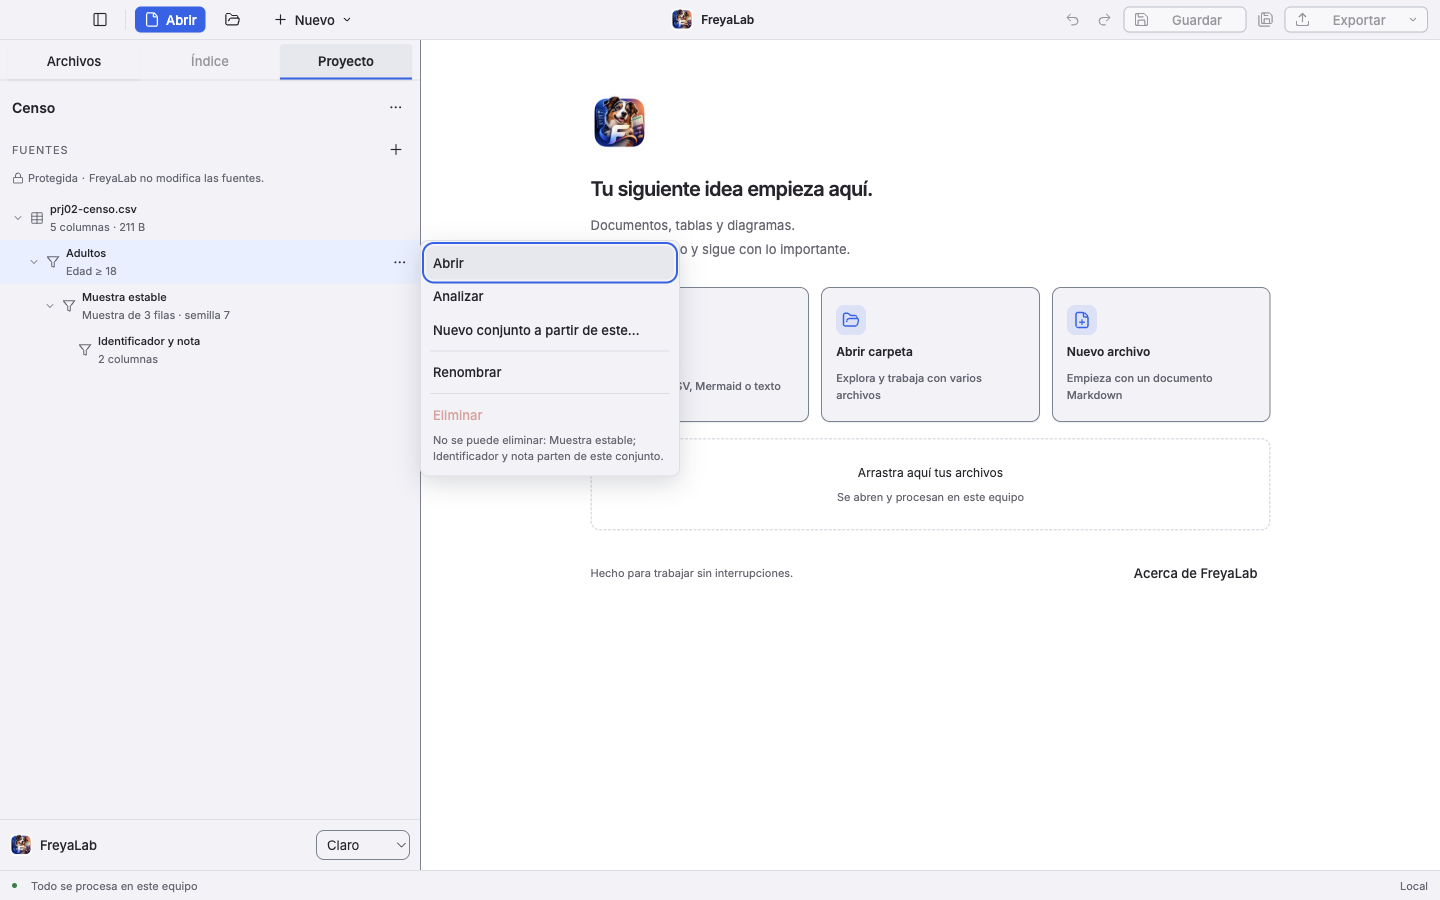 Abrir
Nuevo
FreyaLab
Guardar
Exportar
Archivos
Índice
Proyecto
Censo
FUENTES
Protegida · FreyaLab no modifica las fuentes.
prj02-censo.csv
5 columnas · 211 B
Adultos
Edad ≥ 18
Muestra estable
Muestra de 3 filas · semilla 7
Identificador y nota
2 columnas
Abrir
Analizar
Nuevo conjunto a partir de este...
Renombrar
Eliminar
No se puede eliminar: Muestra estable;
Identificador y nota parten de este conjunto.
Tu siguiente idea empieza aquí.
Documentos, tablas y diagramas.
y sigue con lo importante.
Mermaid o texto
Abrir carpeta
Explora y trabaja con varios
archivos
Nuevo archivo
Empieza con un documento
Markdown
Arrastra aquí tus archivos
Se abren y procesan en este equipo
Hecho para trabajar sin interrupciones.
Acerca de FreyaLab
FreyaLab
Claro
Todo se procesa en este equipo
Local